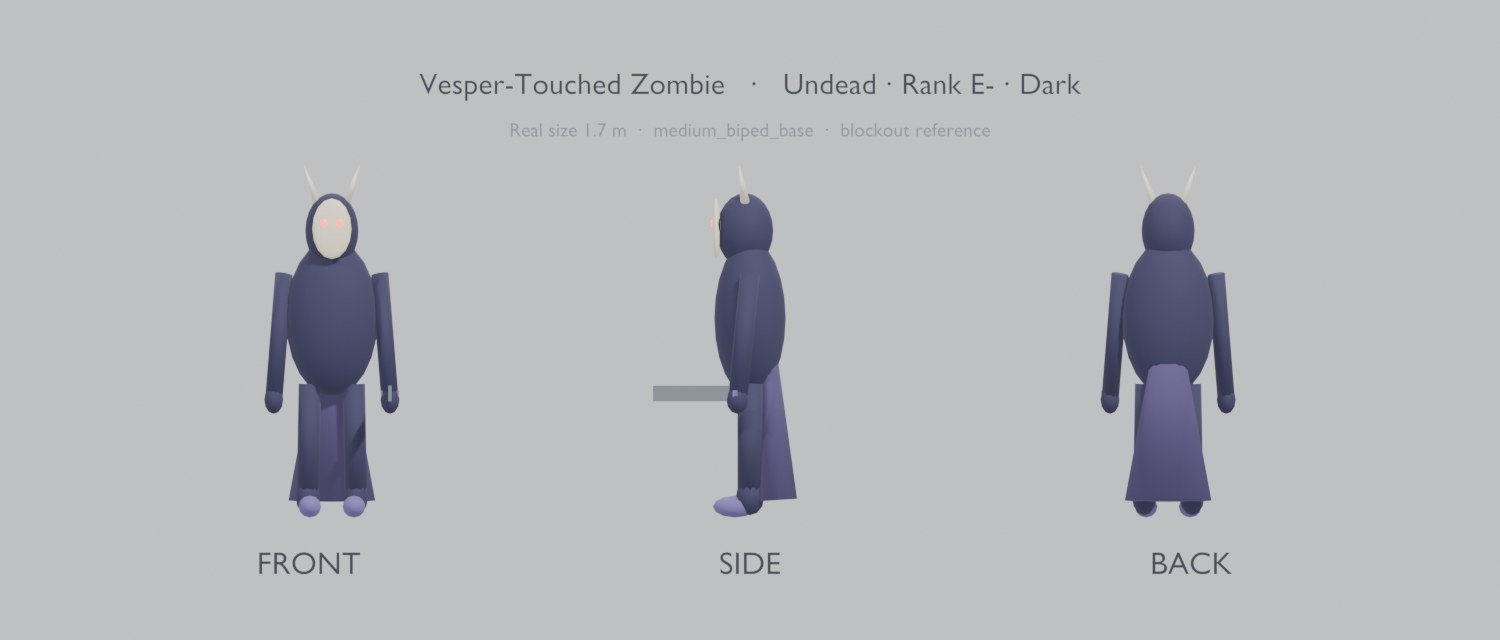 Vesper-Touched Zombie · Undead · Rank E- · Dark
Real size 1.7 m · medium_biped_base · blockout reference
FRONT SIDE BACK